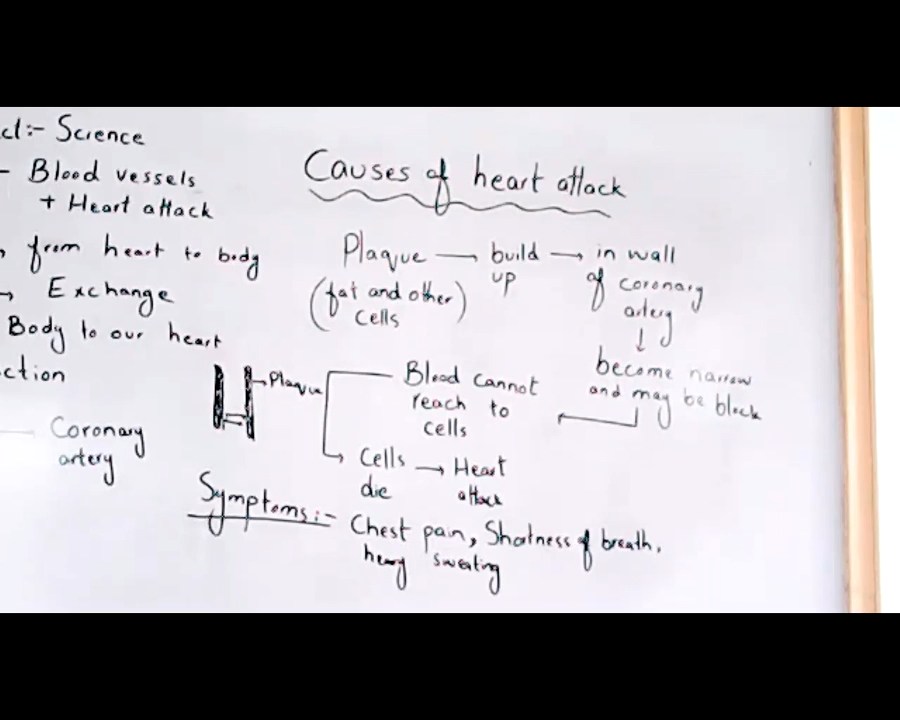 ct:- Science
- Blood vessels
+ Heart attack
from heart to body
→ Exchange
Body to our heart
ction
Coronary
artery
Causes of heart attack
Plaque — build → in wall
up of coronary
(fat and other) artery
cells ↓
become narrow
and may be block
Plaque
Blood cannot
reach to
cells
Cells → Heart
die attack
Symptoms:- Chest pain, Shotness of breath,
heavy sweating